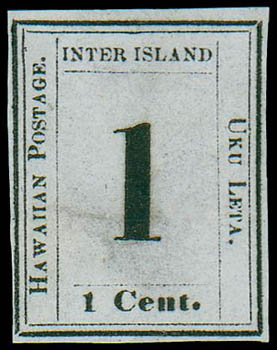 INTER ISLAND
HAWAIIAN POSTAGE.
1
UKU LETA.
1 Cent.